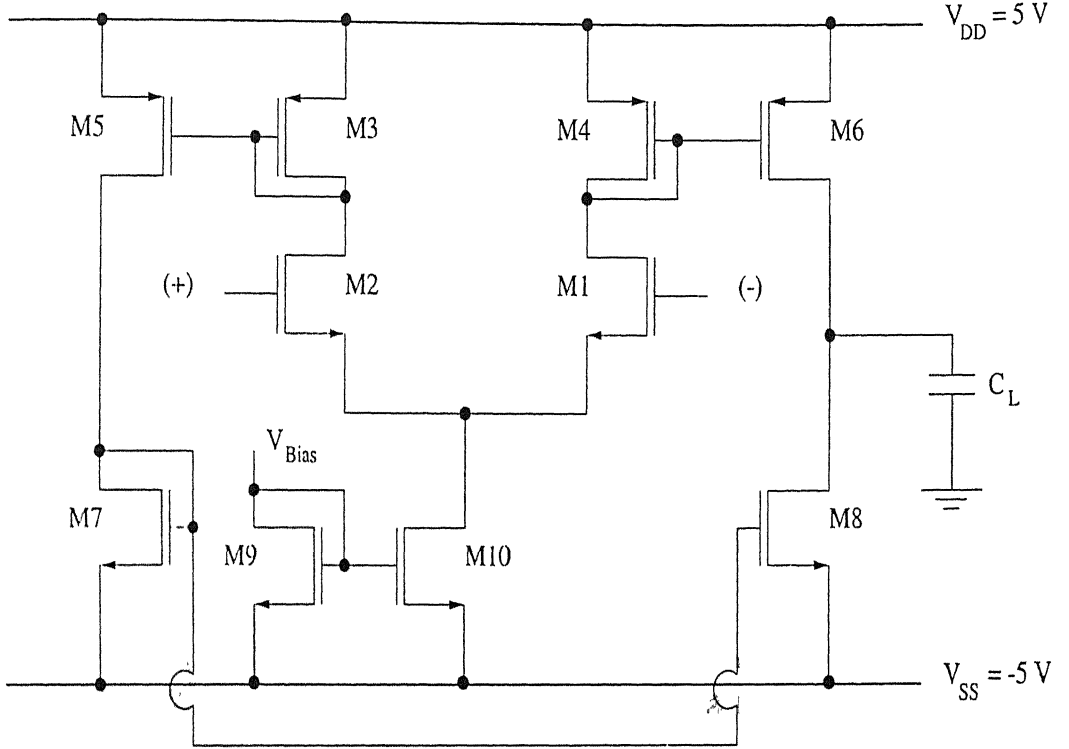 V_DD = 5 V
M5
M3
M4
M6
(+)
M2
M1
(-)
C_L
V_Bias
M7
M9
M10
M8
V_SS = -5 V